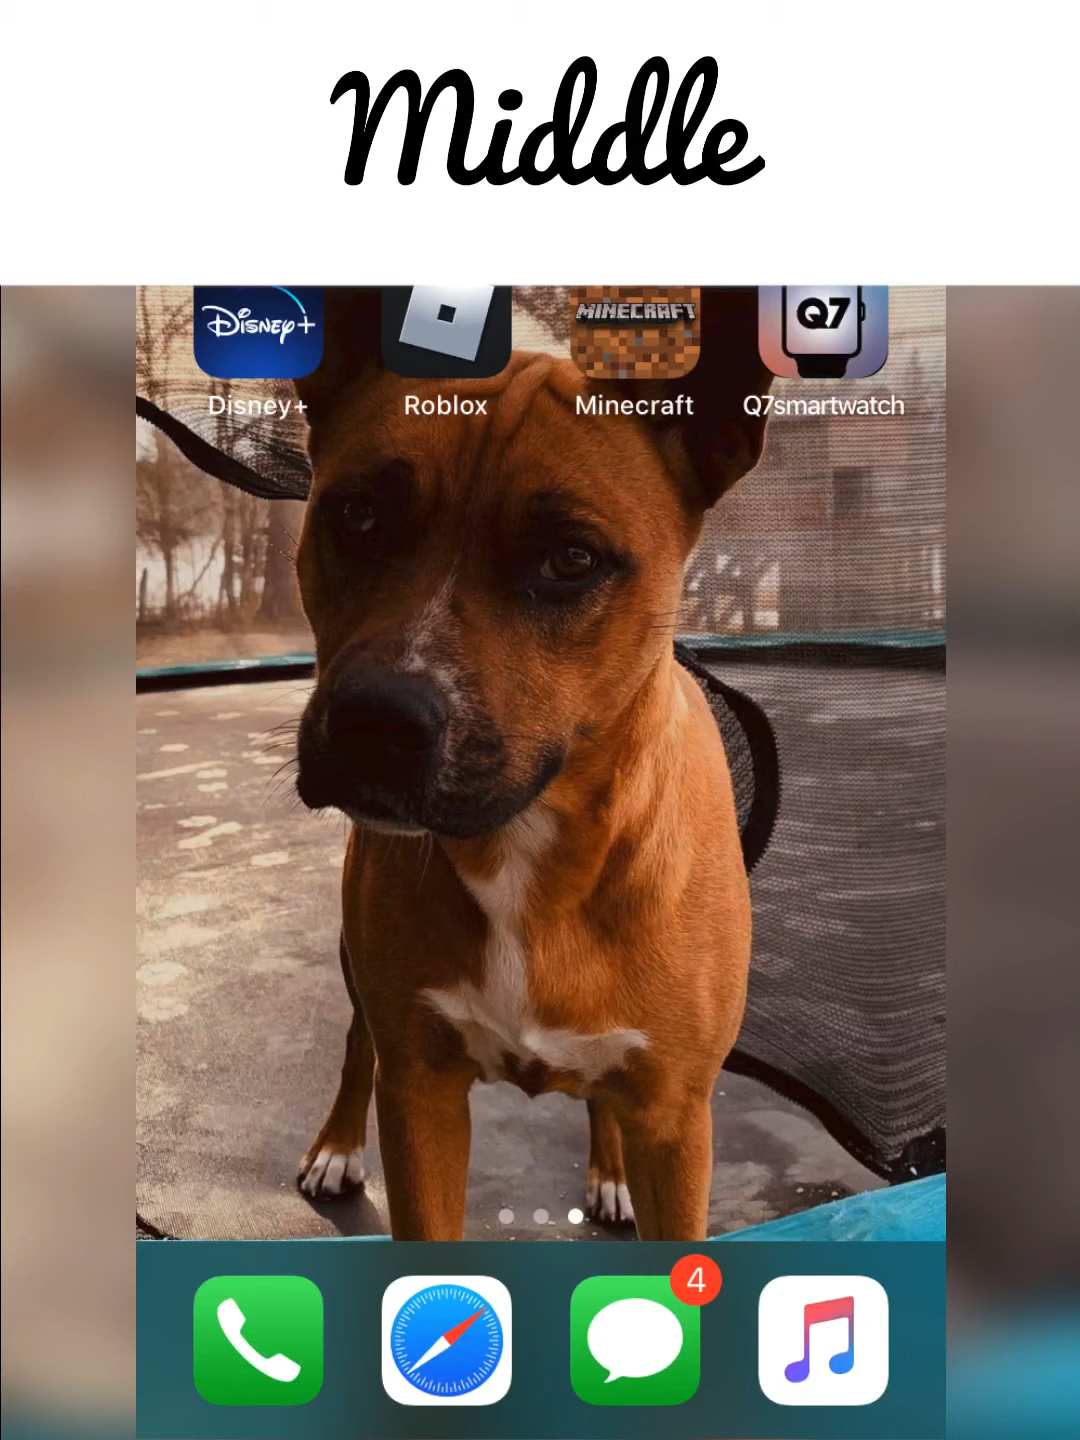 Middle
Disney+
MINECRAFT
Q7
Disney+ Roblox Minecraft Q7smartwatch
4